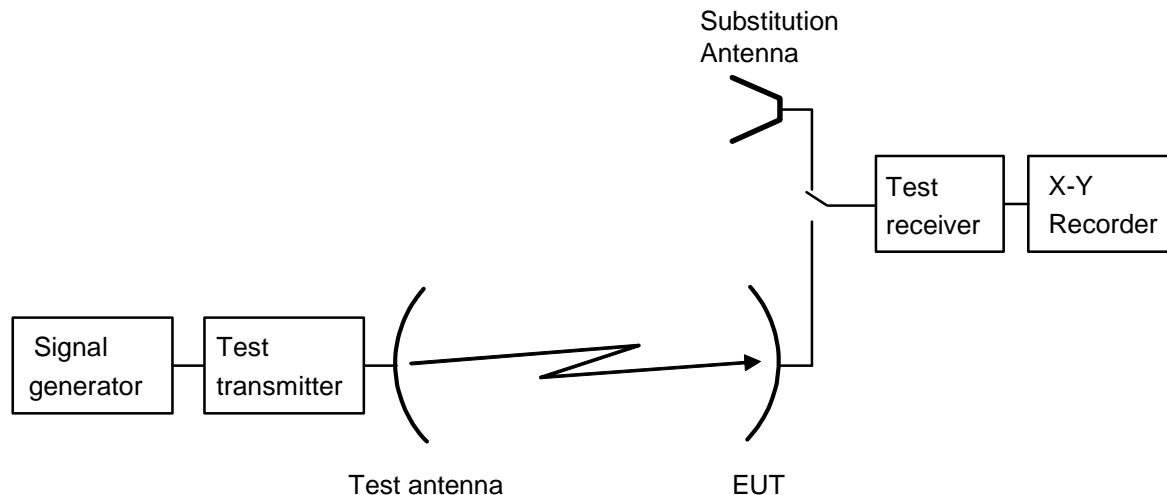 Substitution
Antenna
Test
receiver
X-Y
Recorder
Signal
generator
Test
transmitter
Test antenna
EUT